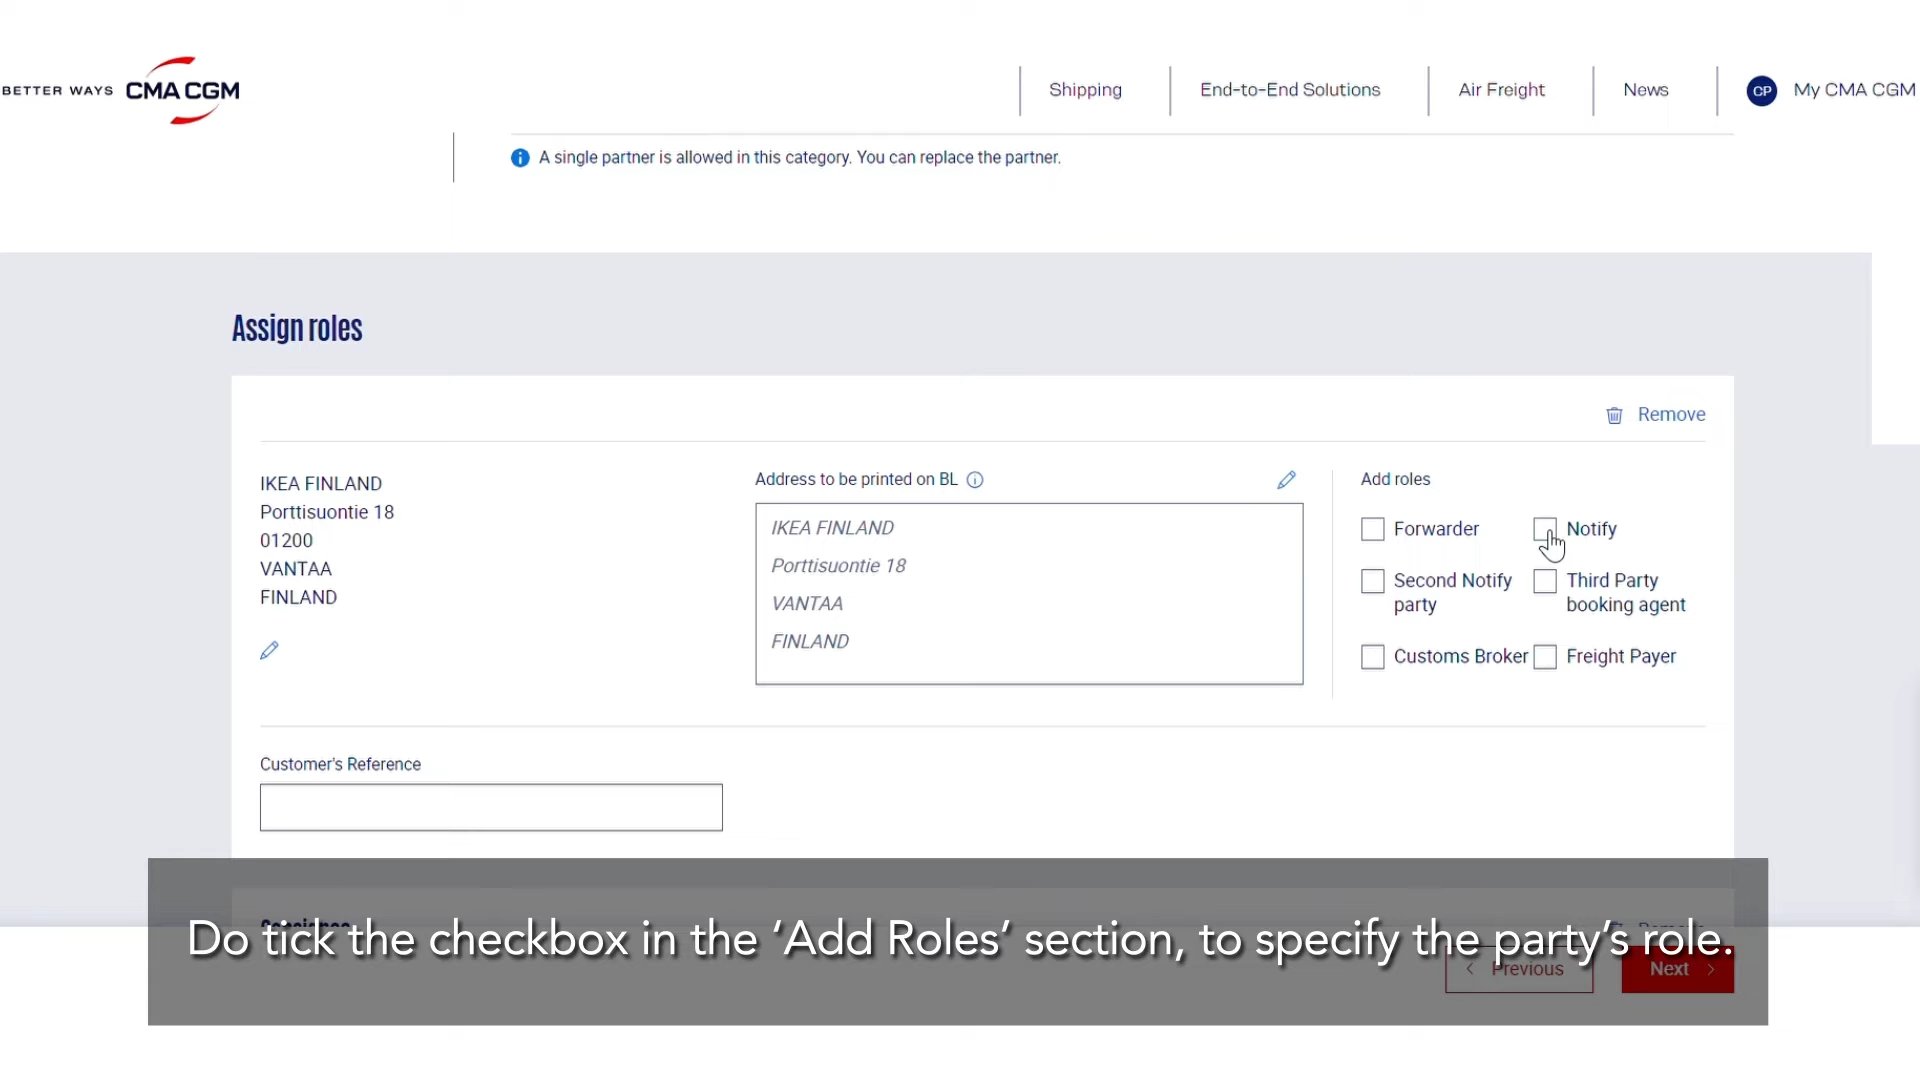 BETTER WAYS CMA CGM
Shipping
End-to-End Solutions
Air Freight
News
CP My CMA CGM
A single partner is allowed in this category. You can replace the partner.
Assign roles
Remove
IKEA FINLAND
Porttisuontie 18
01200
VANTAA
FINLAND
Address to be printed on BL
IKEA FINLAND
Porttisuontie 18
VANTAA
FINLAND
Add roles
Forwarder
Notify
Second Notify
party
Third Party
booking agent
Customs Broker
Freight Payer
Customer's Reference
Do tick the checkbox in the ‘Add Roles’ section, to specify the party’s role.
Previous
Next